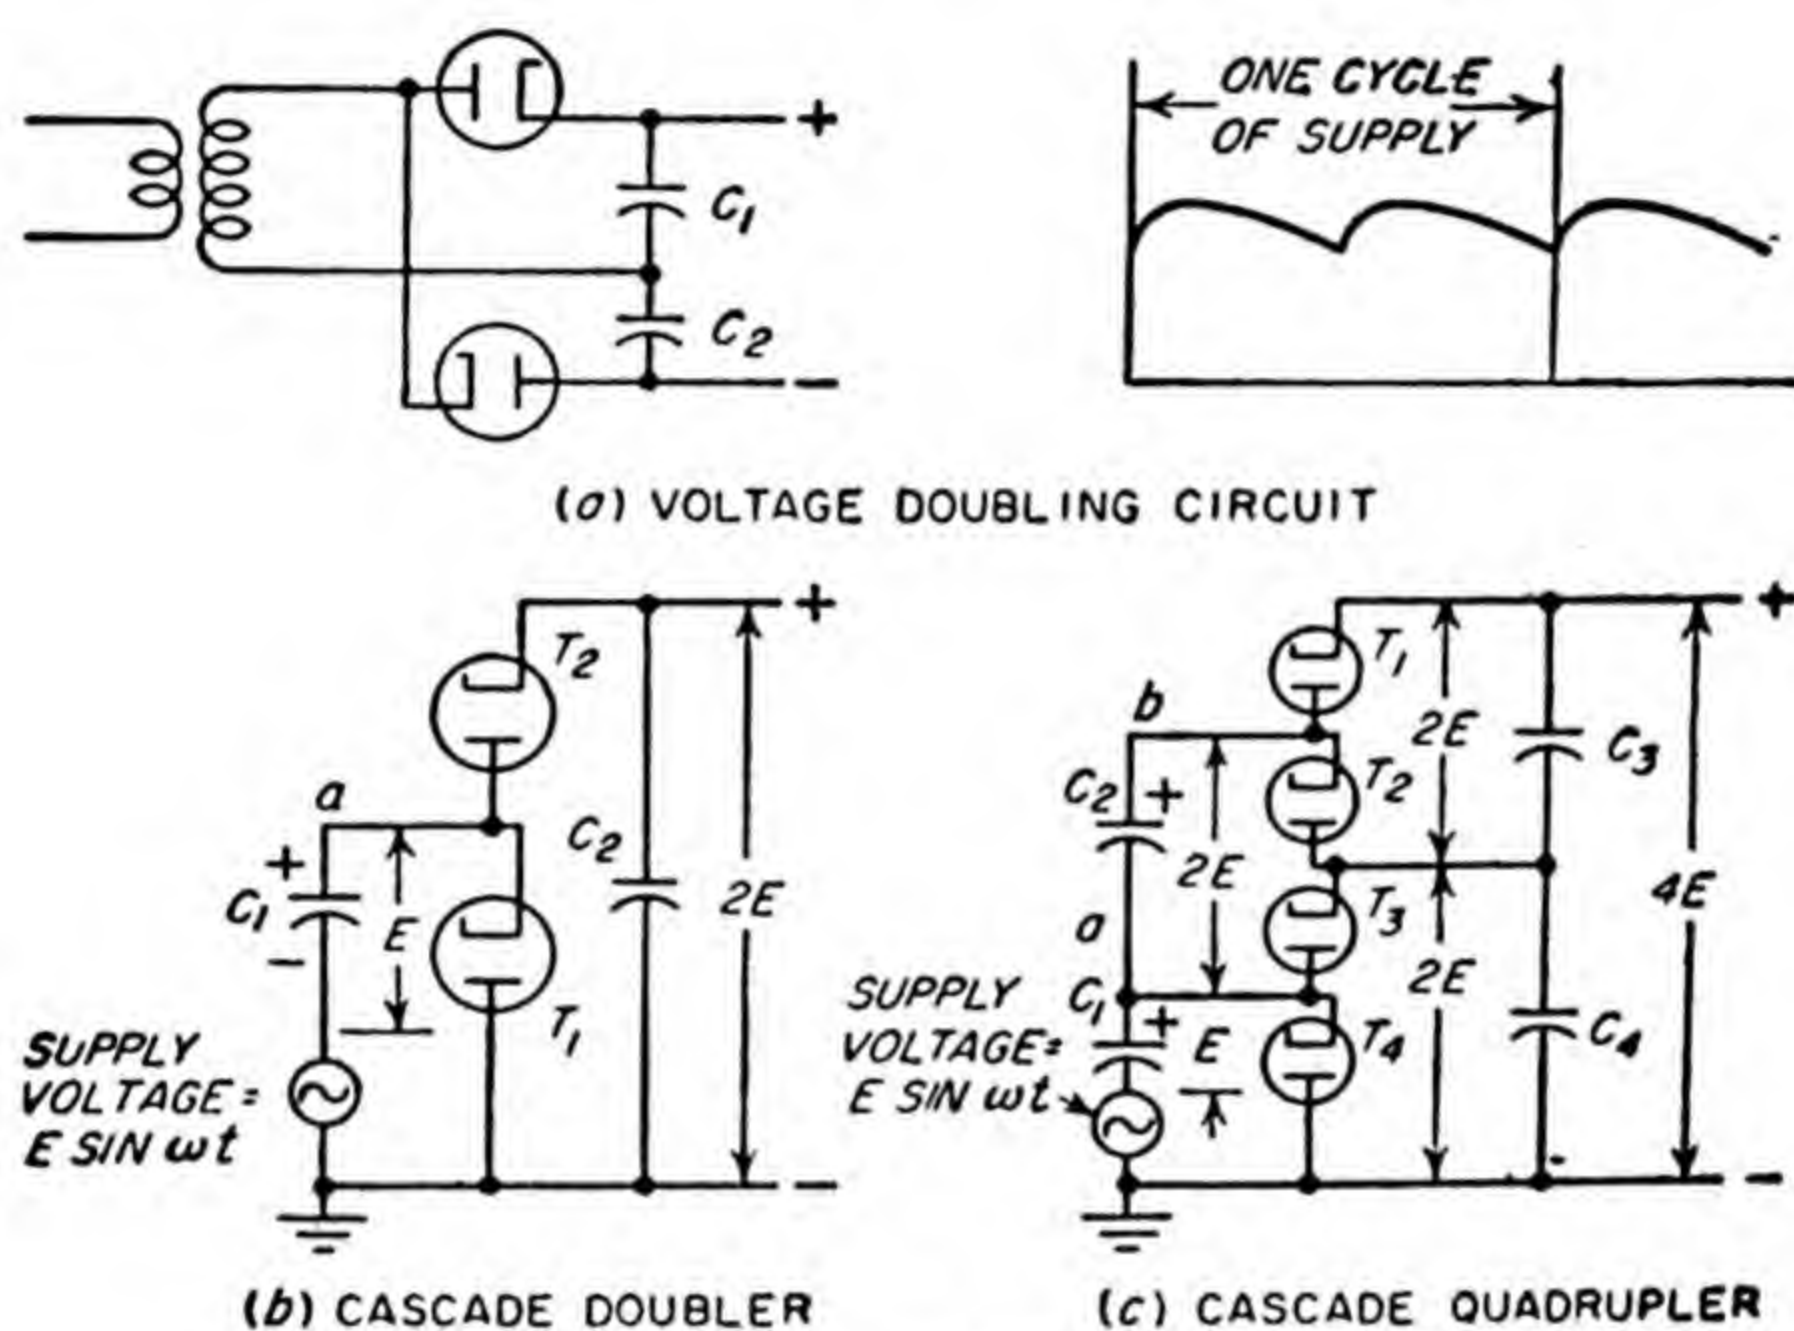 ONE CYCLE
OF SUPPLY
+
C1
C2
−
(a) VOLTAGE DOUBLING CIRCUIT
+
T2
a
+
C1
−
E
C2
2E
T1
SUPPLY
VOLTAGE =
E SIN ωt
−
(b) CASCADE DOUBLER
+
T1
b
2E
C3
C2 +
T2
2E
4E
a
T3
2E
SUPPLY
VOLTAGE=
E SIN ωt
C1 +
E
T4
C4
−
(c) CASCADE QUADRUPLER